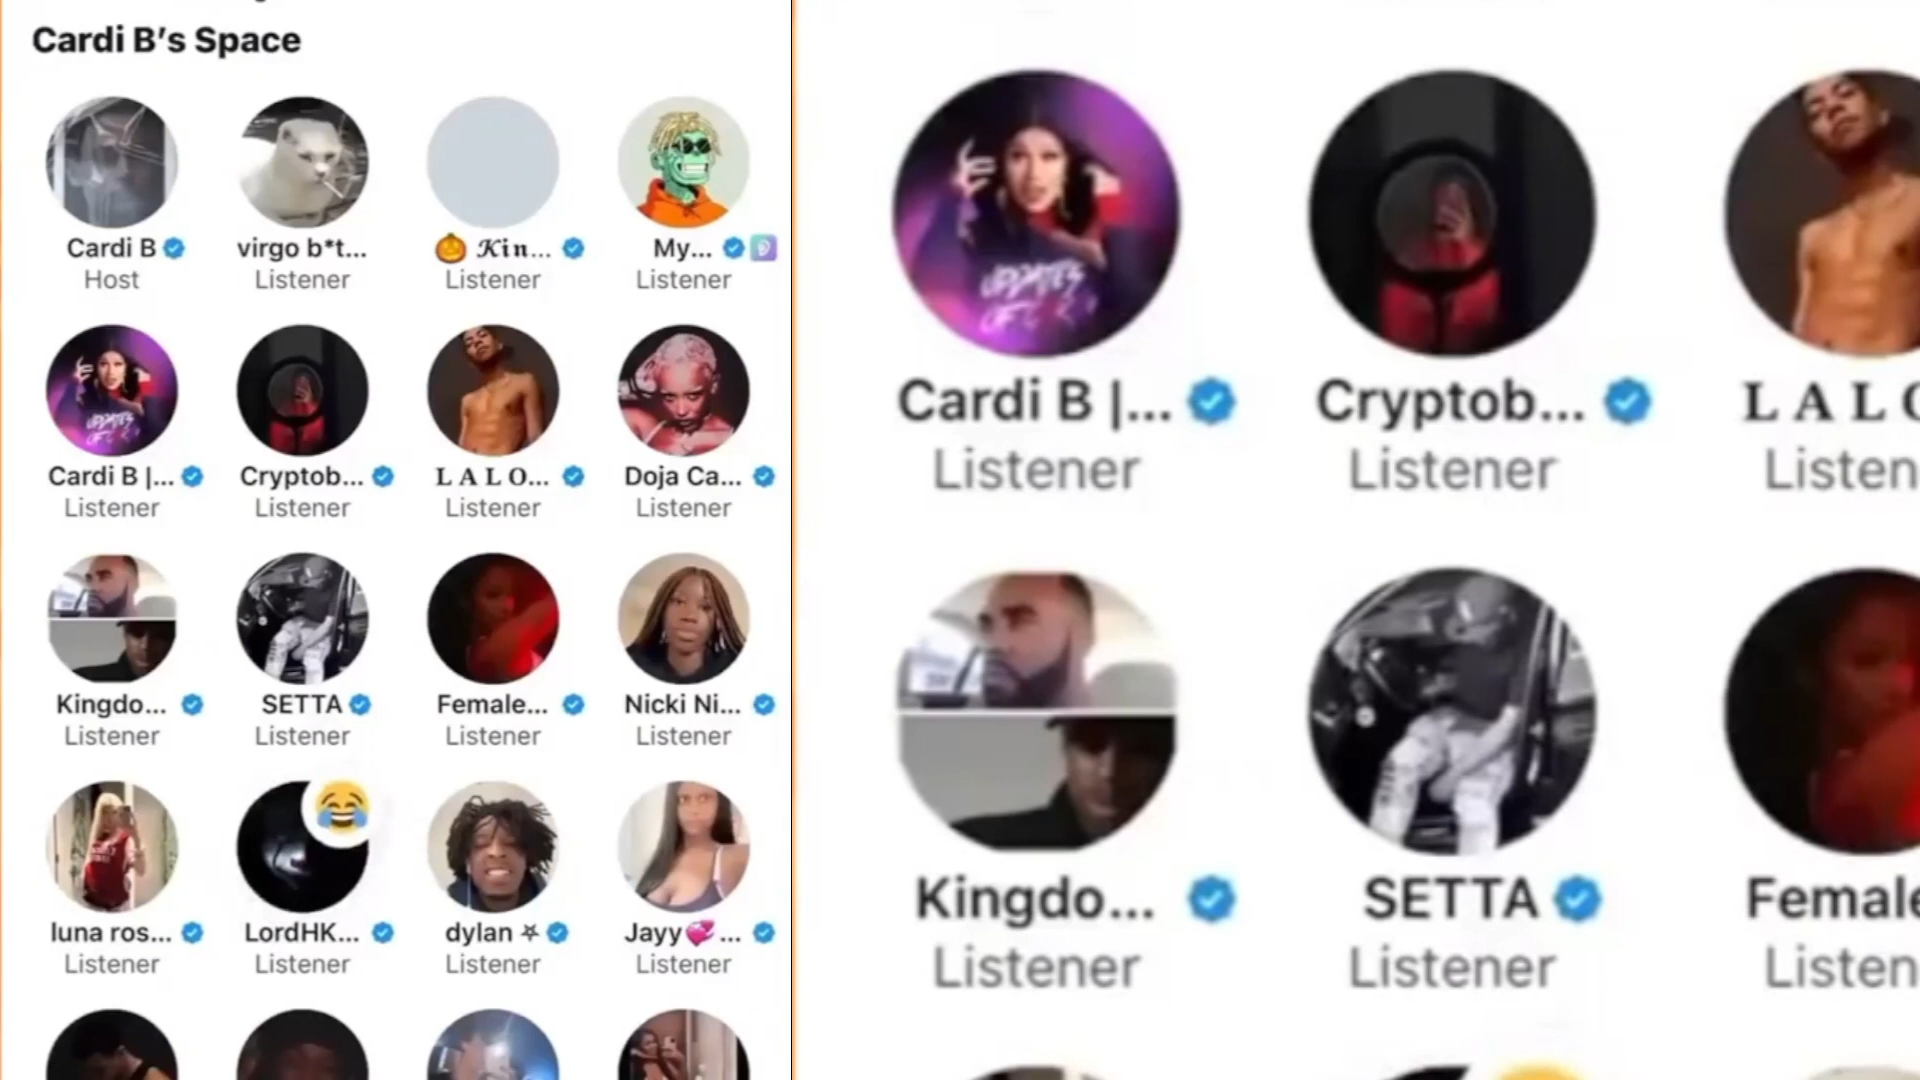 Cardi B's Space
Cardi B
Host
virgo b*t...
Listener
🎃 𝓚𝖎𝖓...
Listener
My...
Listener
UPDATES
Cardi B |...
Listener
Cryptob...
Listener
L A L O...
Listener
Doja Ca...
Listener
Kingdo...
Listener
SETTA
Listener
Female...
Listener
Nicki Ni...
Listener
luna ros...
Listener
LordHK...
Listener
dylan ⛧
Listener
Jayy💞...
Listener
UPDATES
Cardi B |...
Listener
Cryptob...
Listener
L A L O
Listen
Kingdo...
Listener
SETTA
Listener
Female
Listen